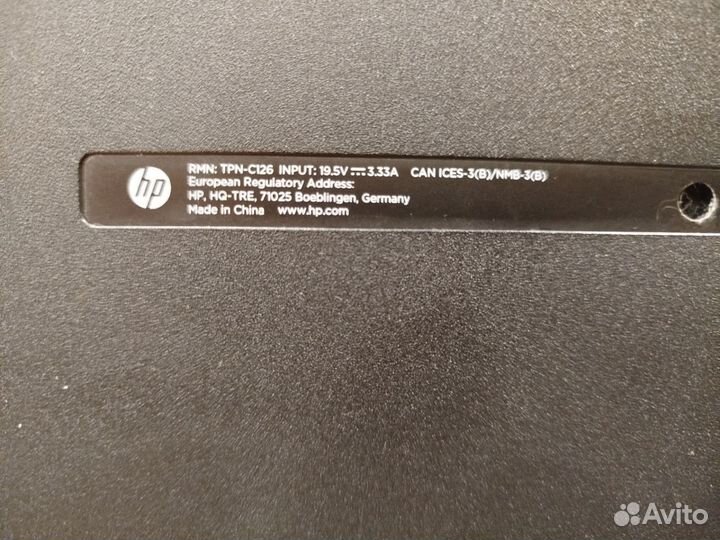 hp
RMN: TPN-C126 INPUT: 19.5V⎓3.33A CAN ICES-3(B)/NMB-3(B)
European Regulatory Address:
HP, HQ-TRE, 71025 Boeblingen, Germany
Made in China www.hp.com
Avito